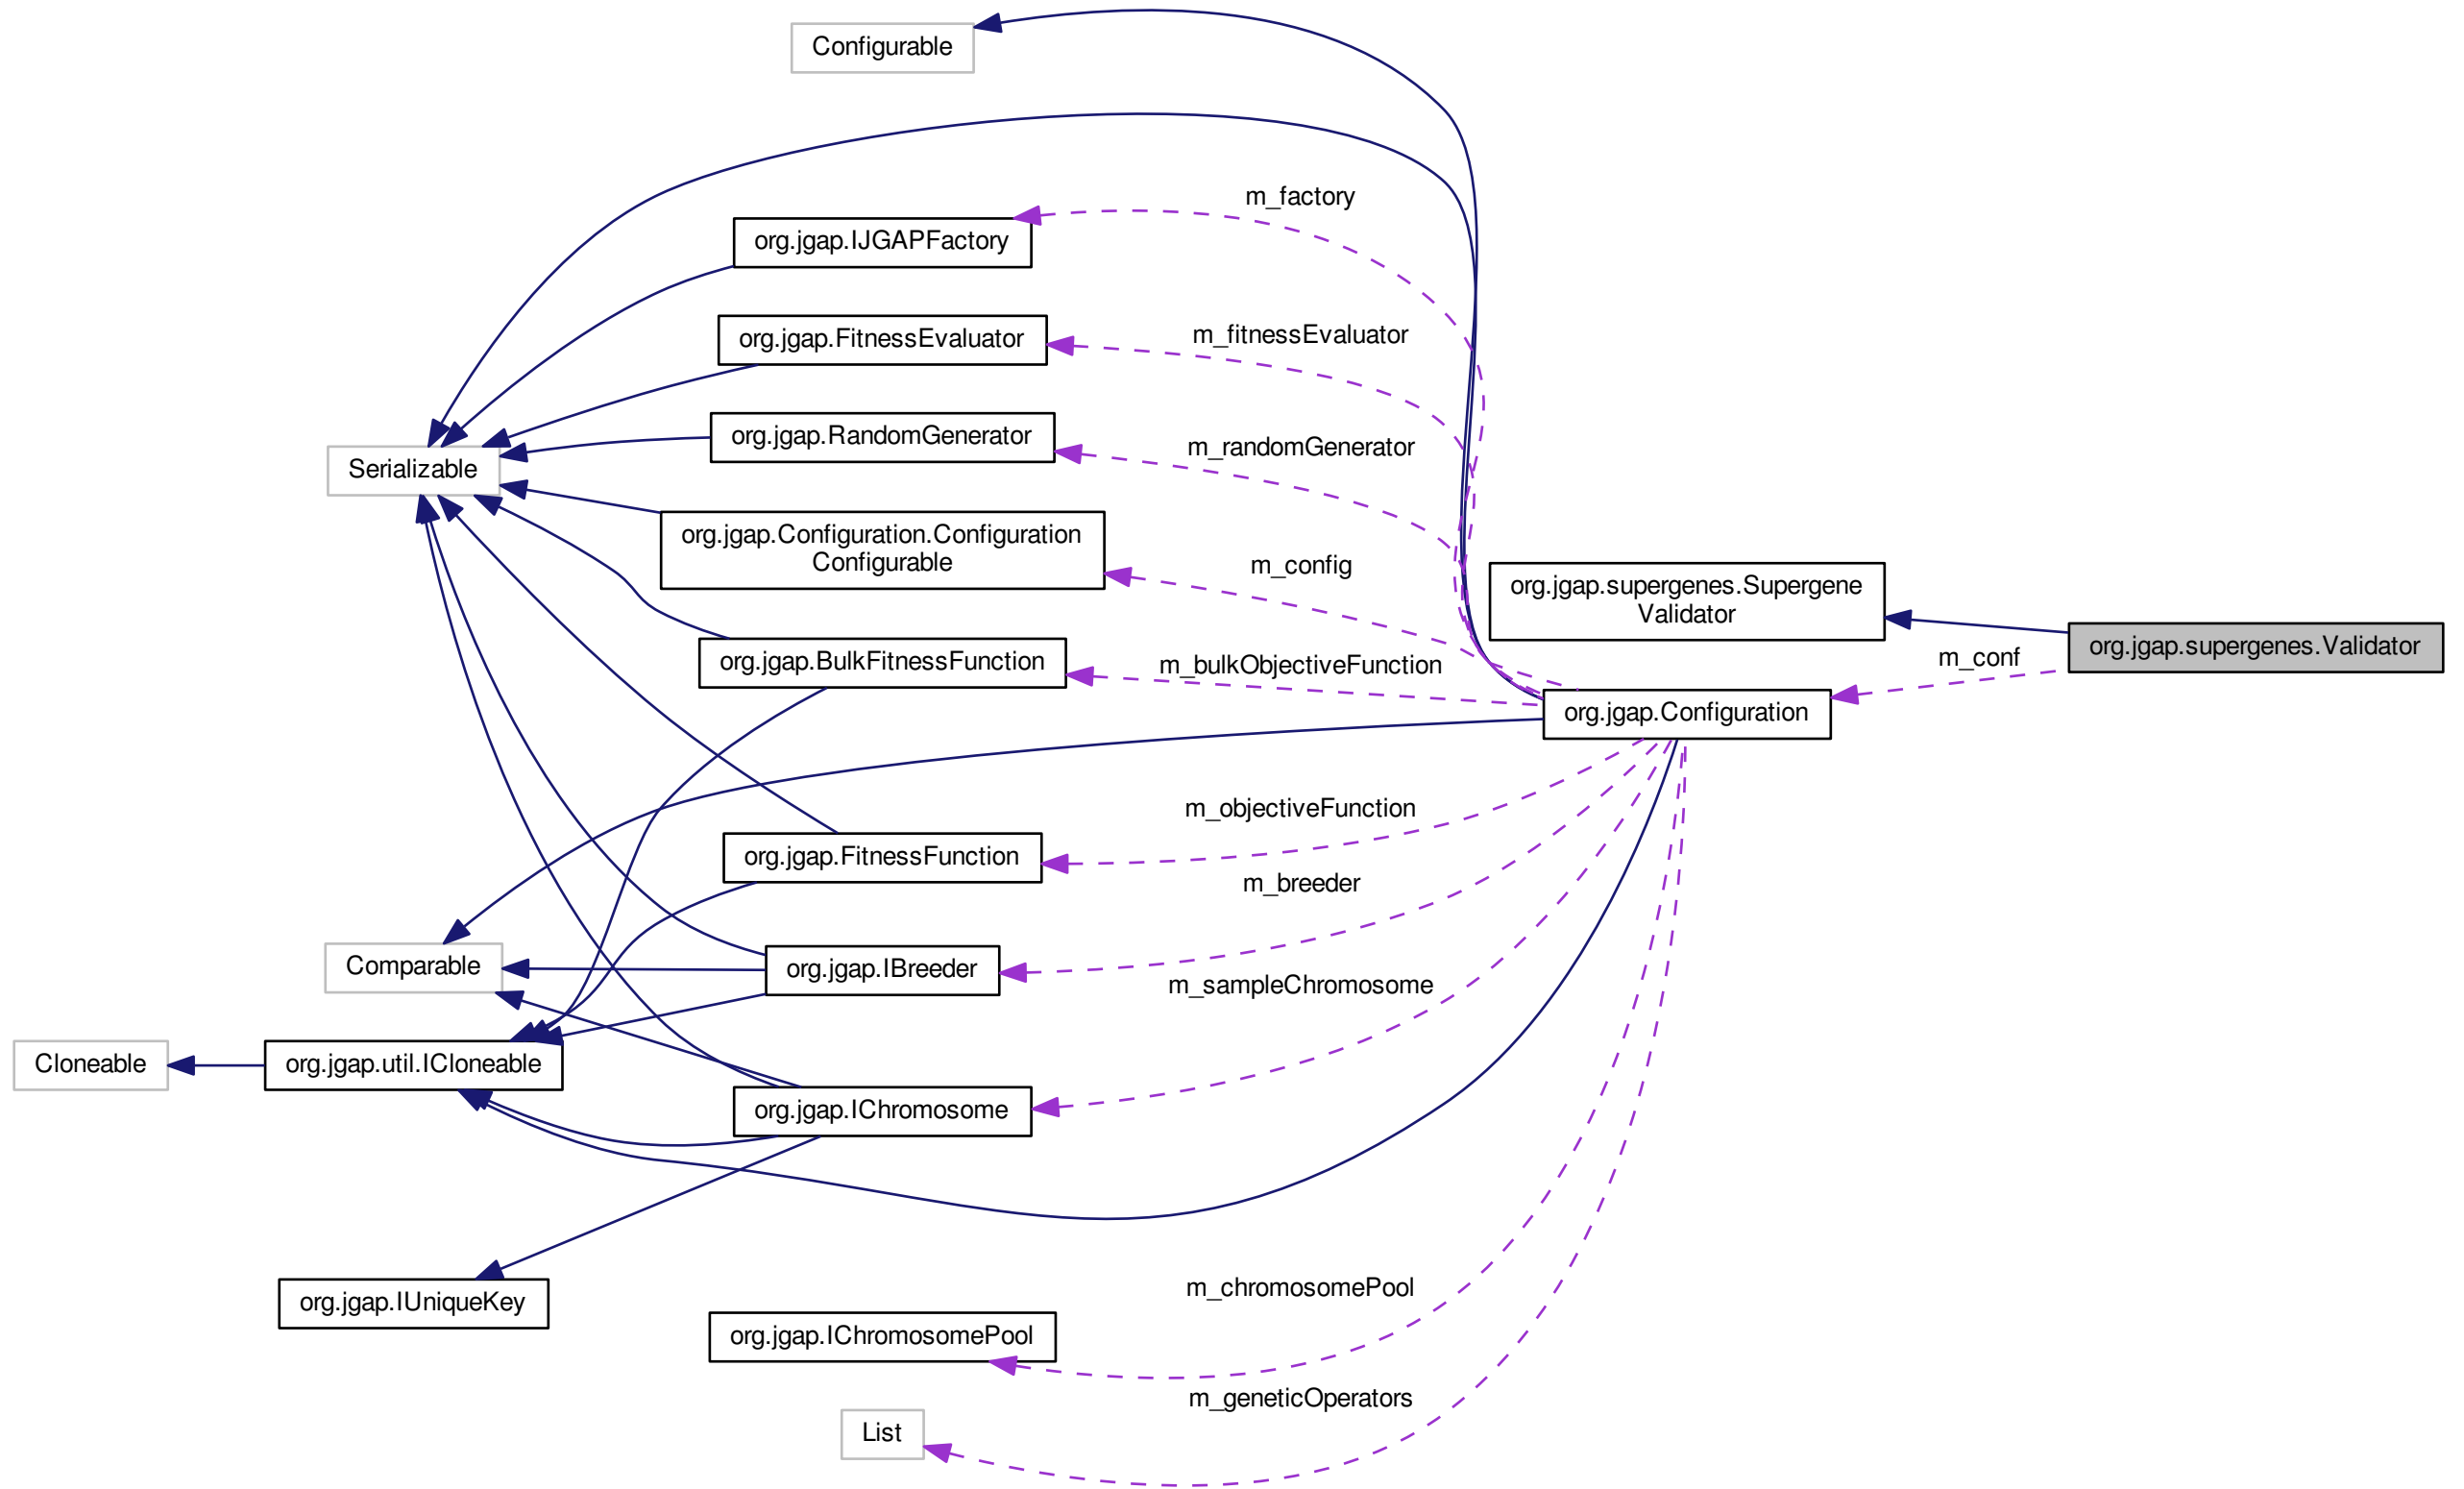 Configurable
m_factory
org.jgap.IJGAPFactory
m_fitnessEvaluator
org.jgap.FitnessEvaluator
m_randomGenerator
org.jgap.RandomGenerator
Serializable
org.jgap.Configuration.Configuration
Configurable
m_config
org.jgap.supergenes.Supergene
Validator
org.jgap.supergenes.Validator
m_conf
org.jgap.BulkFitnessFunction
m_bulkObjectiveFunction
org.jgap.Configuration
m_objectiveFunction
org.jgap.FitnessFunction
m_breeder
Comparable
org.jgap.IBreeder
m_sampleChromosome
Cloneable
org.jgap.util.ICloneable
org.jgap.IChromosome
m_chromosomePool
org.jgap.IUniqueKey
org.jgap.IChromosomePool
m_geneticOperators
List